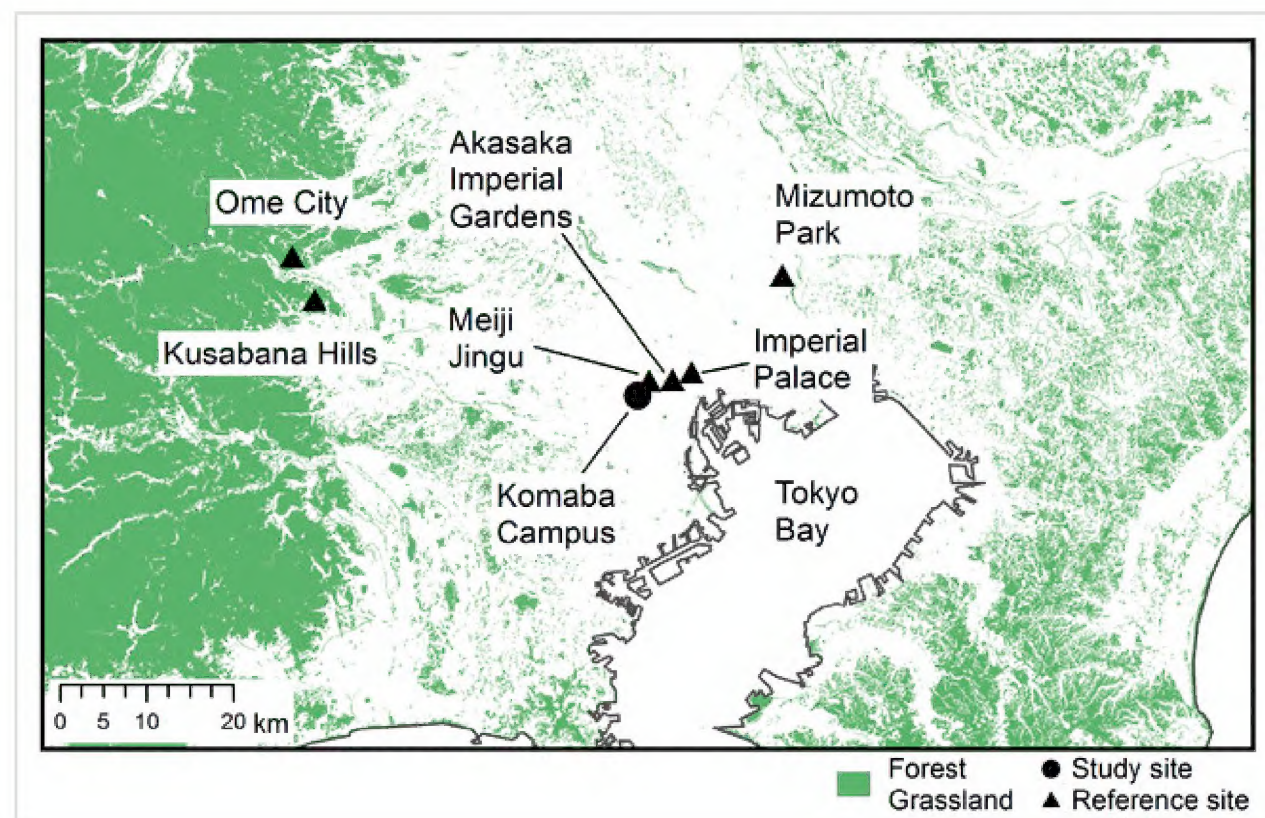 Akasaka
Imperial
Gardens
Ome City
Mizumoto
Park
Meiji
Jingu
Kusabana Hills
Imperial
Palace
Komaba
Campus
Tokyo
Bay
0 5 10 20 km
Forest
Grassland
Study site
Reference site